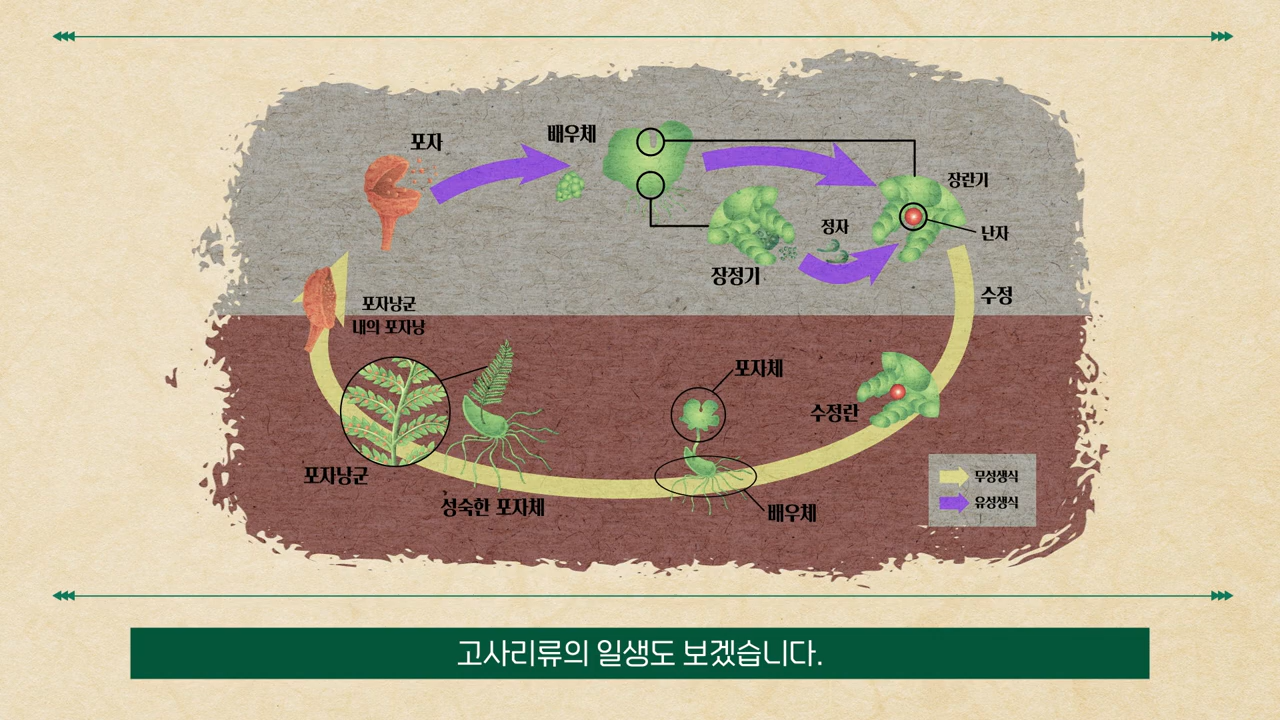 포자
배우체
장란기
난자
정자
장정기
수정
포자낭군
내의 포자낭
포자체
수정란
포자낭군
성숙한 포자체
배우체
무성생식
유성생식
고사리류의 일생도 보겠습니다.